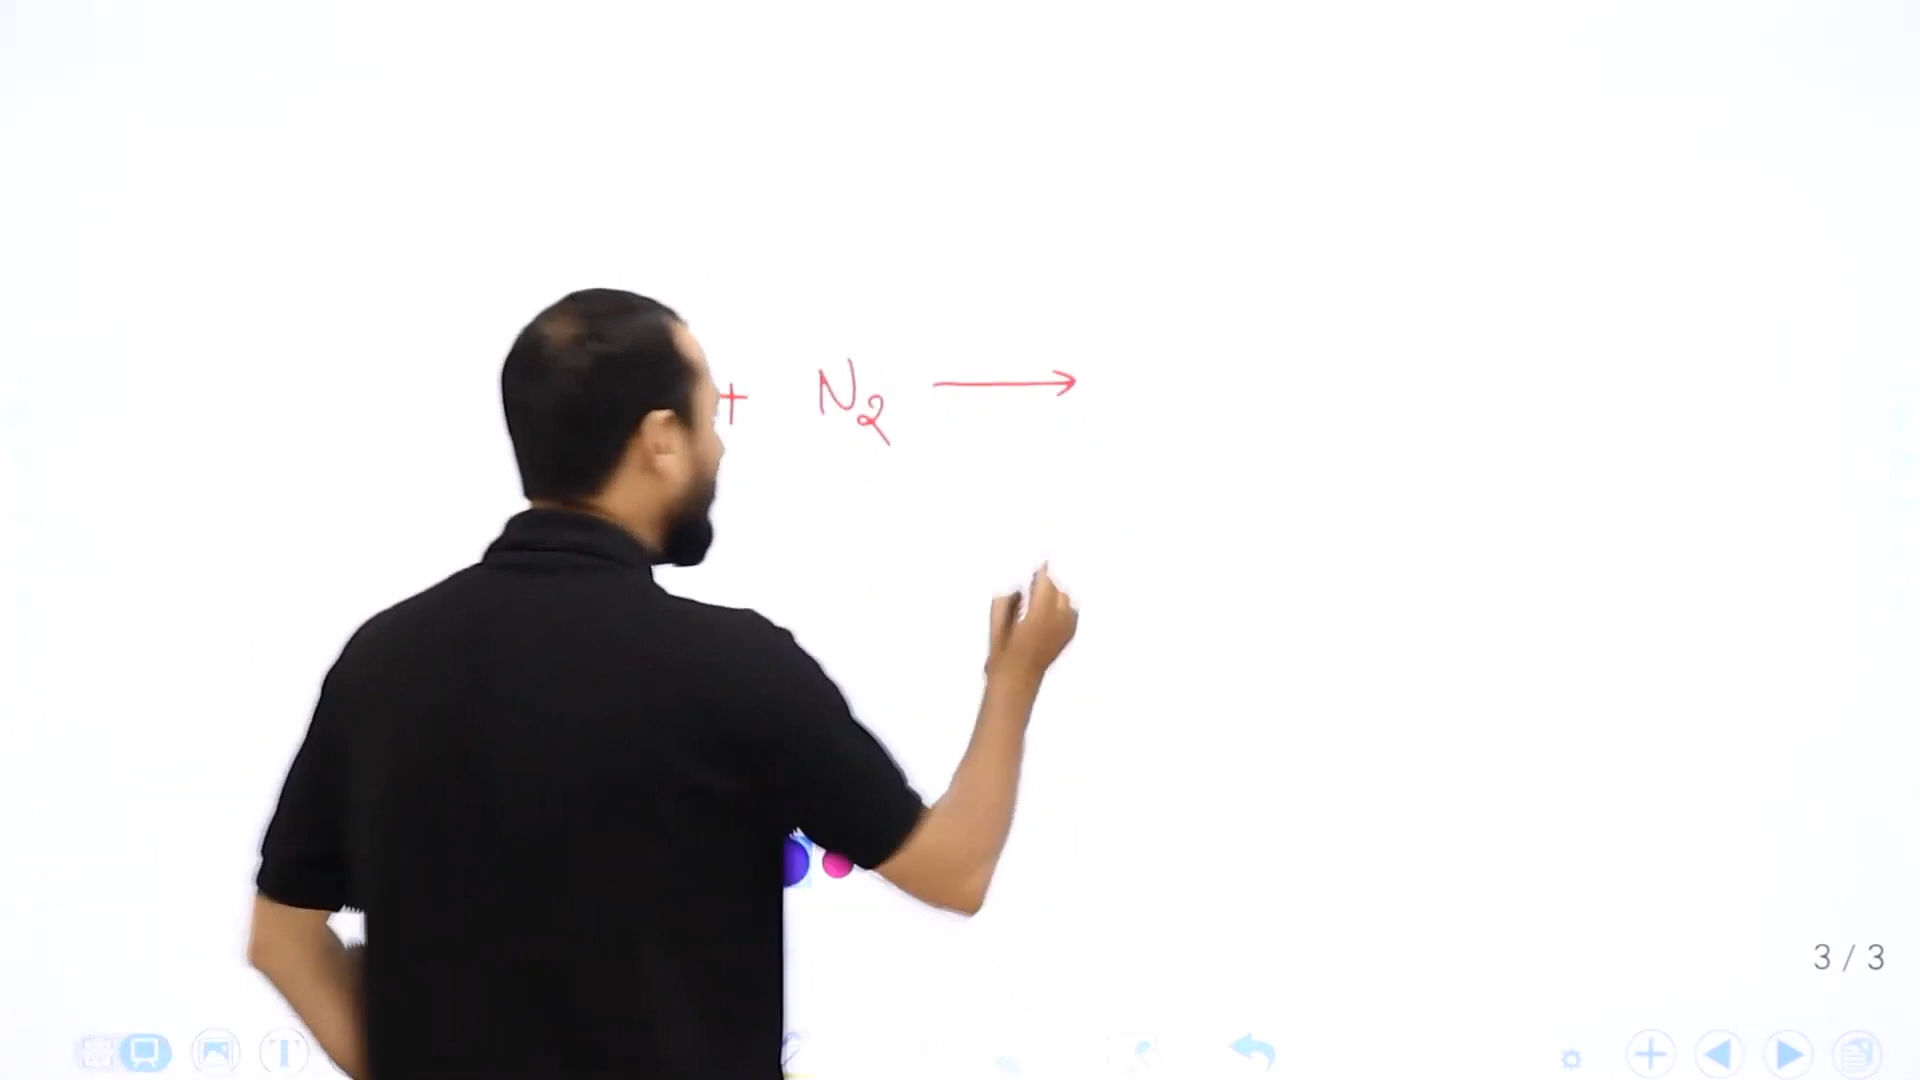 + N₂ →
3 / 3
T